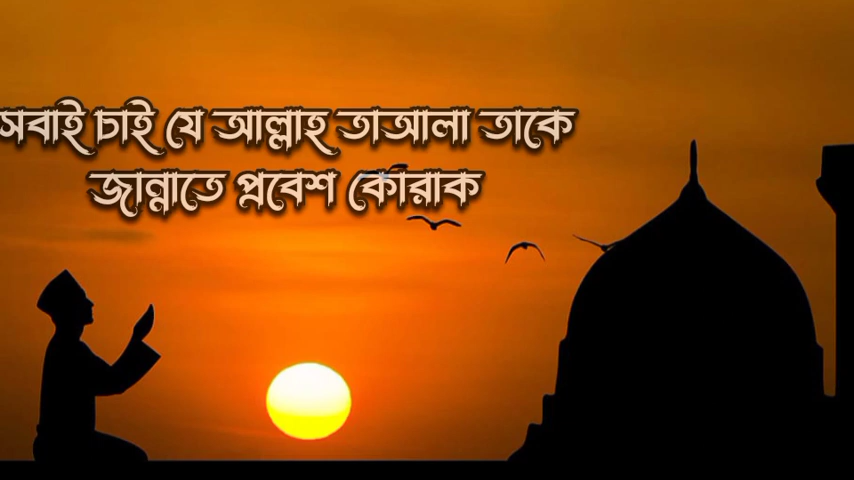 সবাই চাই যে আল্লাহ তাআলা তাকে
জান্নাতে প্রবেশ কোরাক